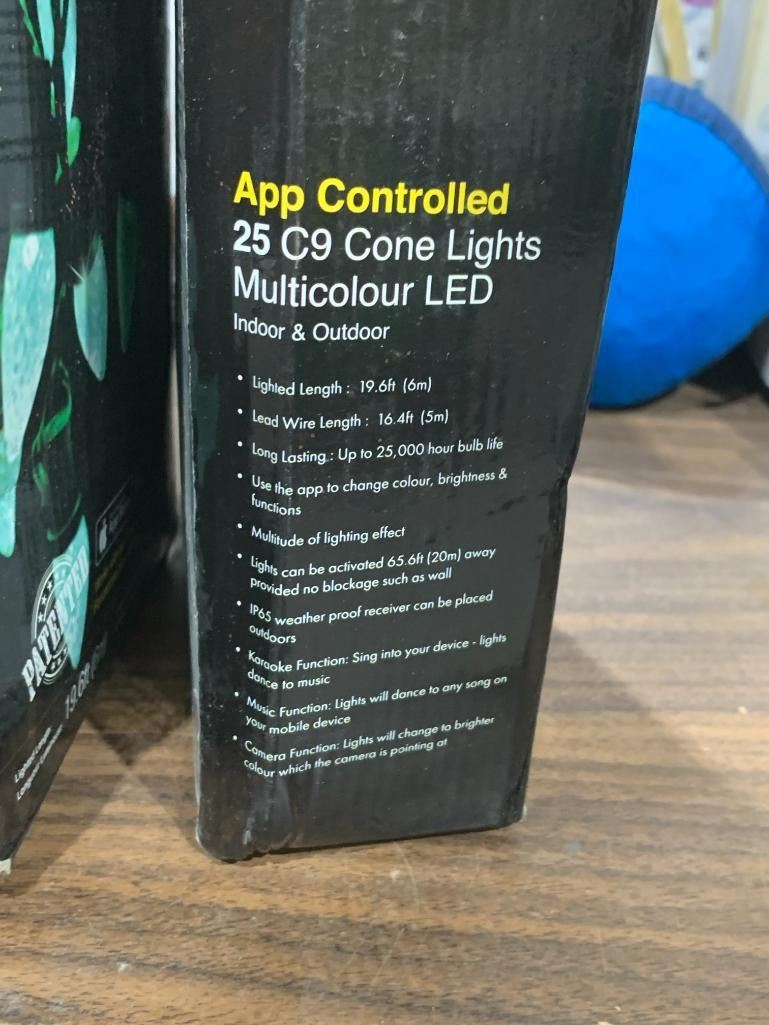 App Controlled
25 C9 Cone Lights
Multicolour LED
Indoor & Outdoor
• Lighted Length : 19.6ft (6m)
• Lead Wire Length : 16.4ft (5m)
• Long Lasting : Up to 25,000 hour bulb life
• Use the app to change colour, brightness &
functions
• Multitude of lighting effect
• Lights can be activated 65.6ft (20m) away
provided no blockage such as wall
• IP65 weather proof receiver can be placed
outdoors
• Karaoke Function: Sing into your device - lights
dance to music
• Music Function: Lights will dance to any song on
your mobile device
• Camera Function: Lights will change to brighter
colour which the camera is pointing at
PATENTED
19.6ft